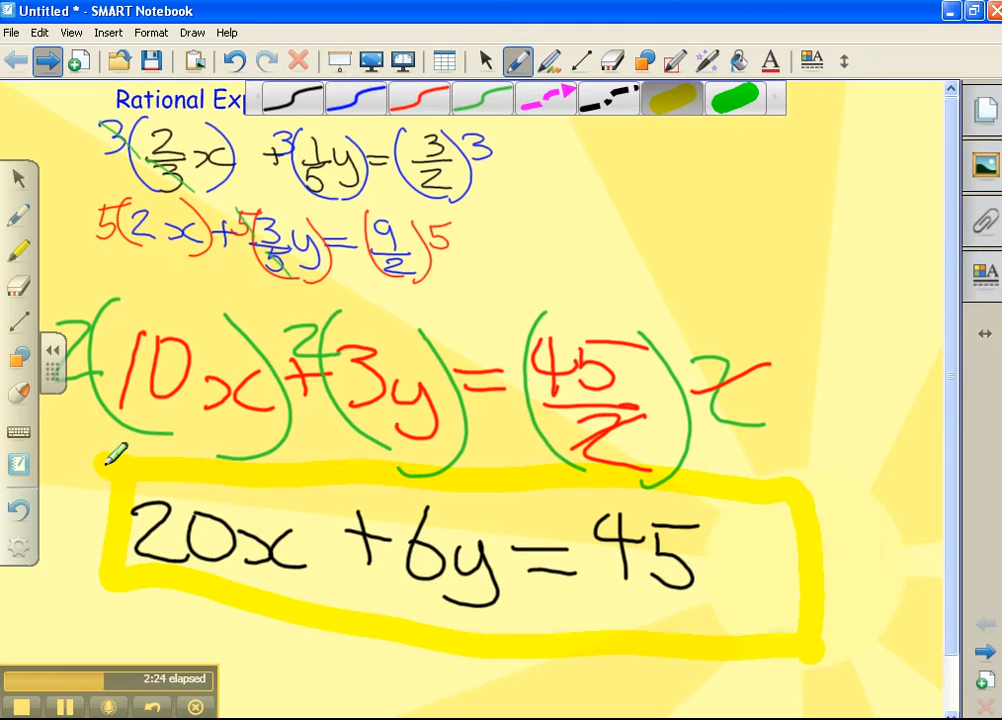 Untitled * - SMART Notebook
File Edit View Insert Format Draw Help
Rational Exp
3(2/3 x) + 3(1/5 y) = (3/2)3
5(2x) + 5(3/5 y) = (9/2)5
2(10x) + 2(3y) = (45/2)2
20x + 6y = 45
2:24 elapsed